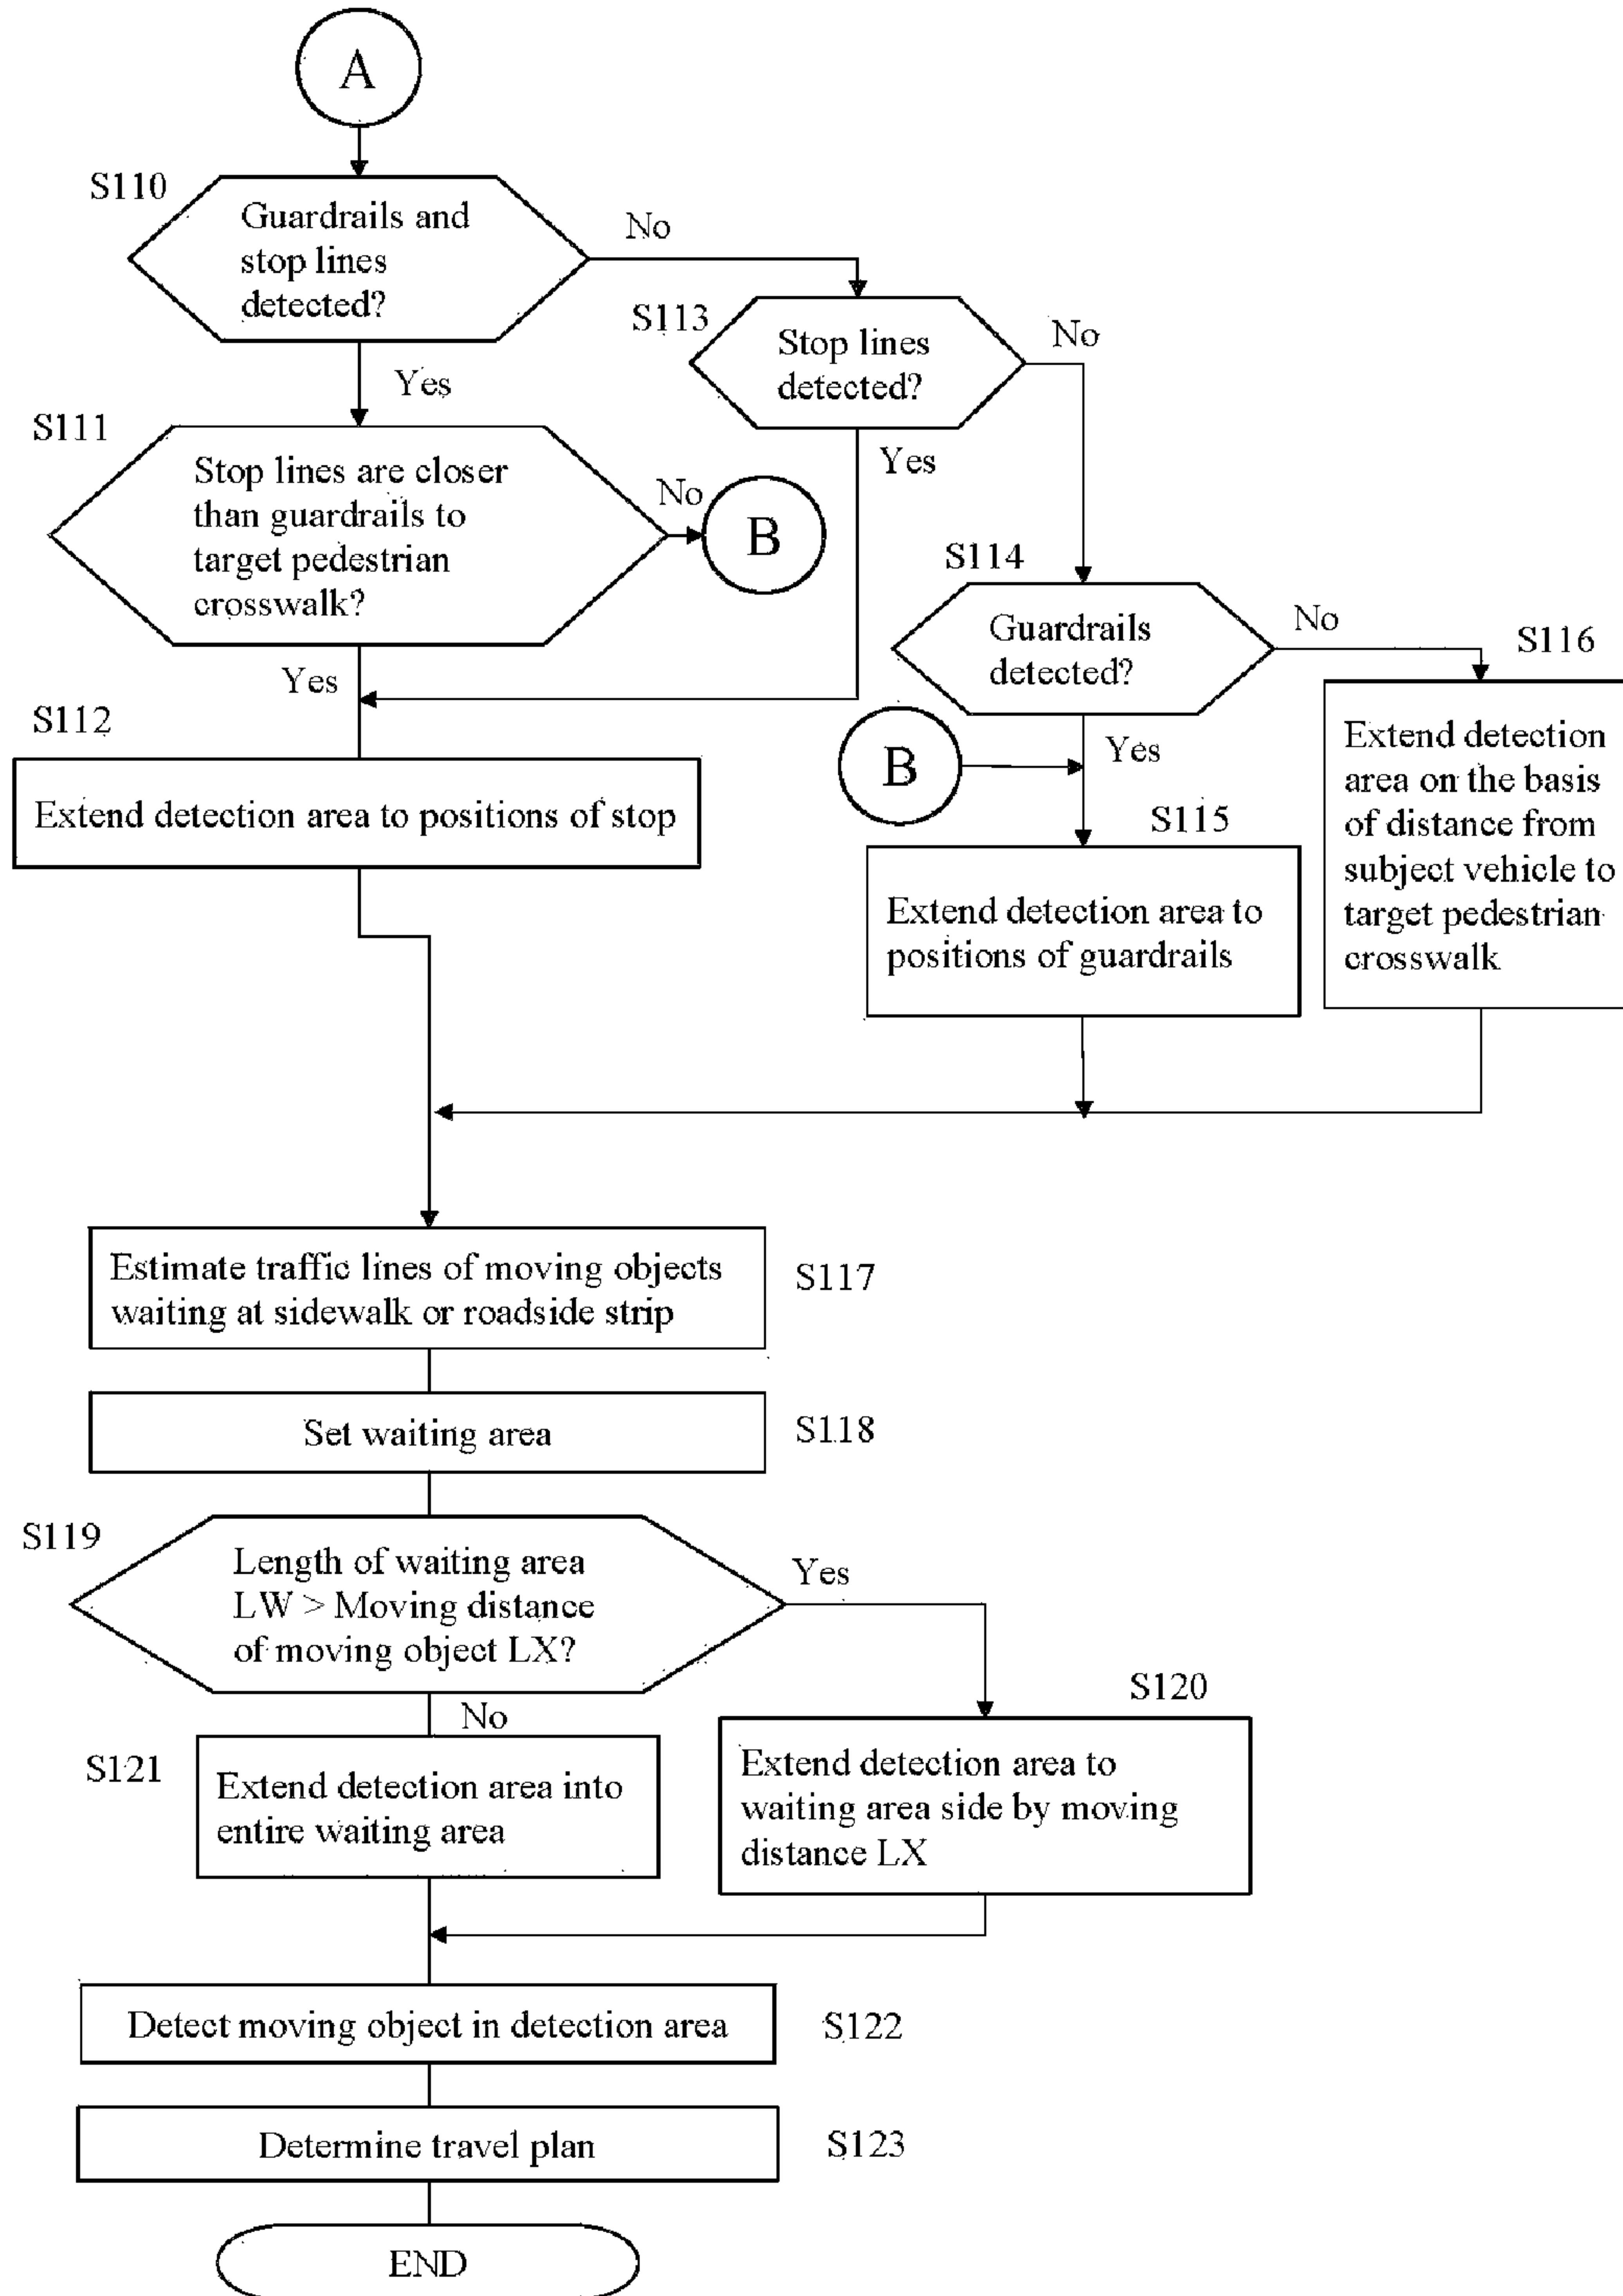 A
S110
Guardrails and
stop lines
detected?
No
Yes
S113
Stop lines
detected?
No
Yes
S111
Stop lines are closer
than guardrails to
target pedestrian
crosswalk?
No
B
Yes
S114
Guardrails
detected?
No
Yes
B
S116
Extend detection
area on the basis
of distance from
subject vehicle to
target pedestrian
crosswalk
S112
Extend detection area to positions of stop
S115
Extend detection area to
positions of guardrails
Estimate traffic lines of moving objects
waiting at sidewalk or roadside strip
S117
Set waiting area
S118
S119
Length of waiting area
LW > Moving distance
of moving object LX?
Yes
No
S120
Extend detection area to
waiting area side by moving
distance LX
S121
Extend detection area into
entire waiting area
Detect moving object in detection area
S122
Determine travel plan
S123
END